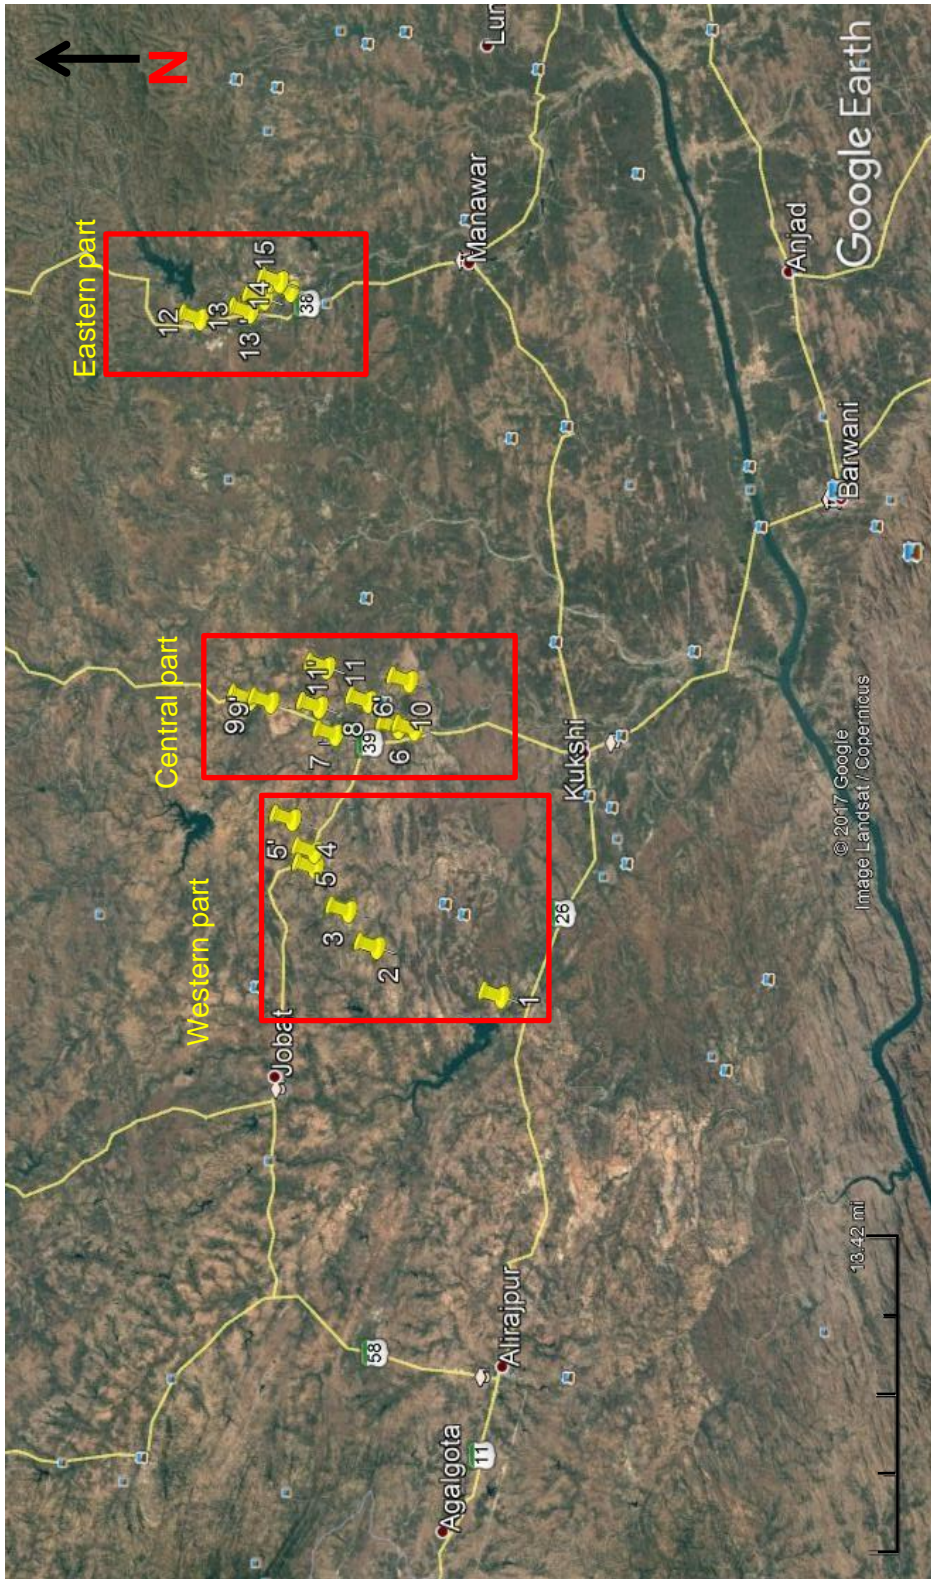 N
Western part
Central part
Eastern part
9
9'
11'
7
11
8
6'
6
10
39
5'
4
5
3
2
1
12
13
13'
14
15
38
Jobat
Manawar
Lun
58
Agalgota
11
Alirajpur
26
Kukshi
Anjad
Barwani
13.42 mi
© 2017 Google
Image Landsat / Copernicus
Google Earth